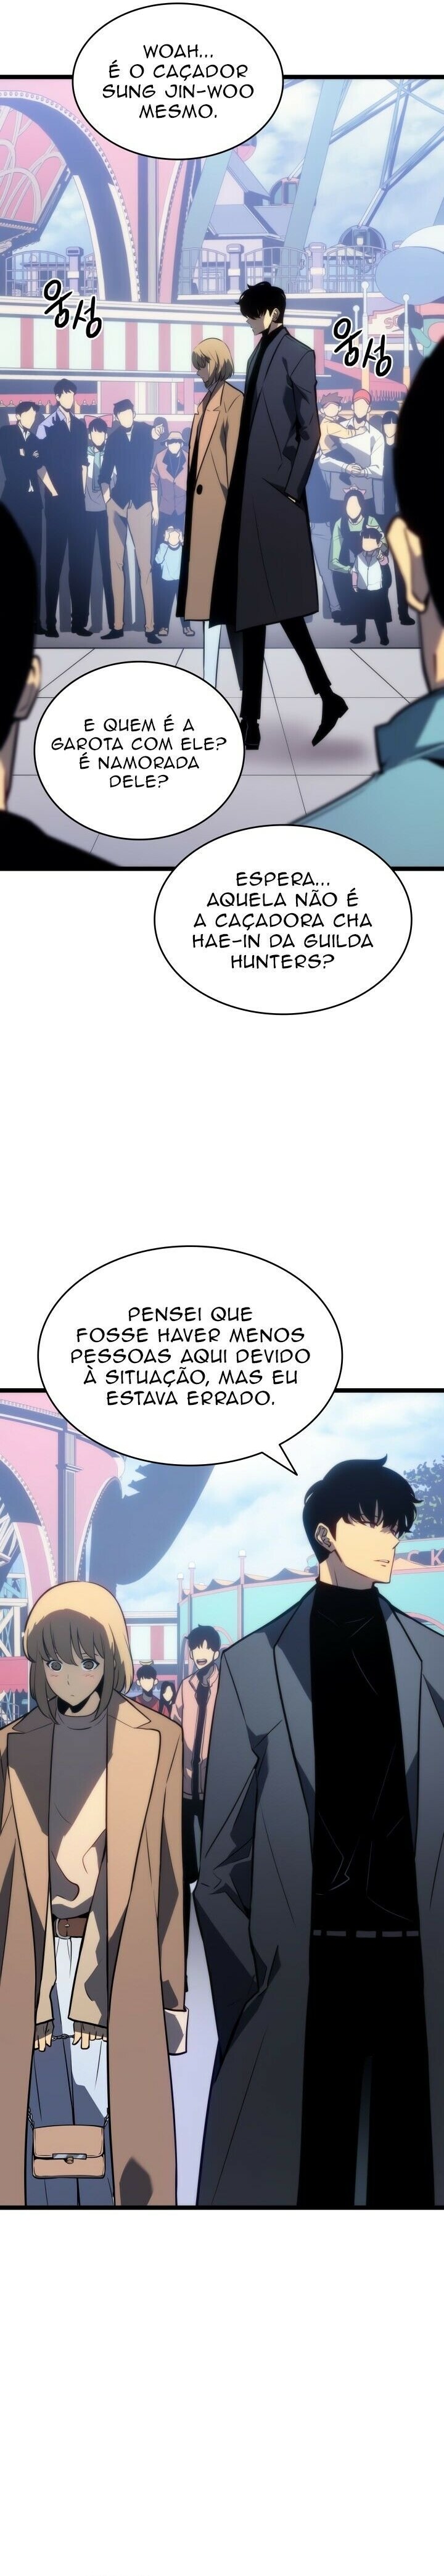 WOAH...
É O CAÇADOR
SUNG JIN-WOO
MESMO.
웅성
웅성
E QUEM É A
GAROTA COM ELE?
É NAMORADA
DELE?
ESPERA...
AQUELA NÃO É
A CAÇADORA CHA
HAE-IN DA GUILDA
HUNTERS?
PENSEI QUE
FOSSE HAVER MENOS
PESSOAS AQUI DEVIDO
À SITUAÇÃO, MAS EU
ESTAVA ERRADO.